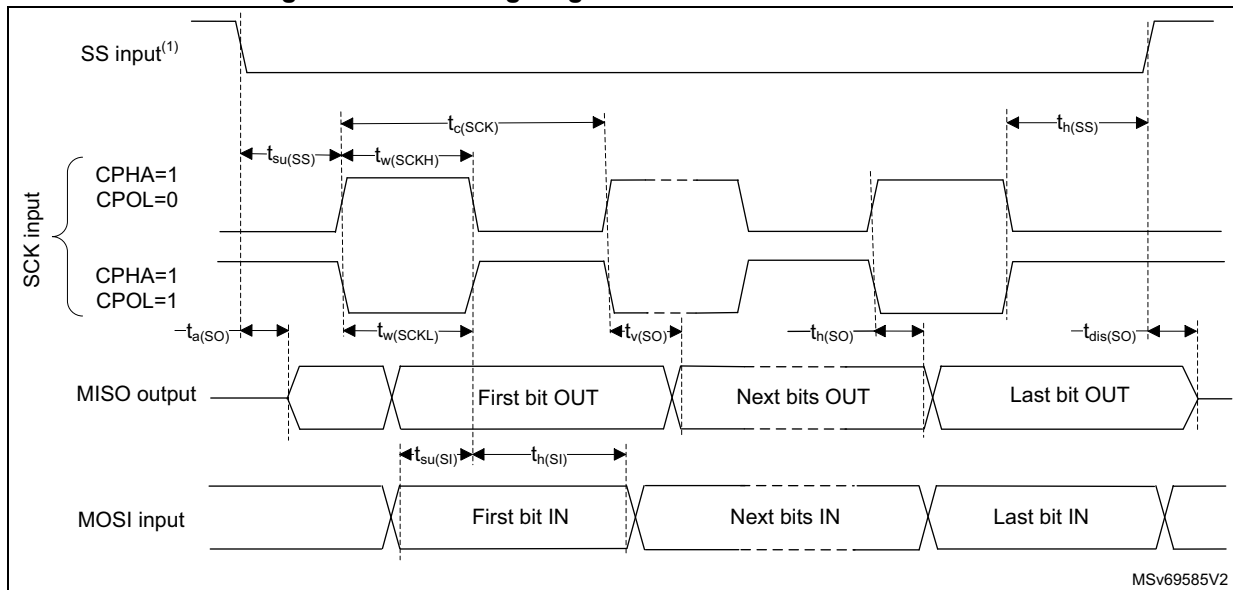 SS input(1)
tc(SCK)
th(SS)
tsu(SS)
tw(SCKH)
SCK input
CPHA=1
CPOL=0
CPHA=1
CPOL=1
ta(SO)
tw(SCKL)
tv(SO)
th(SO)
tdis(SO)
MISO output
First bit OUT
Next bits OUT
Last bit OUT
tsu(SI)
th(SI)
MOSI input
First bit IN
Next bits IN
Last bit IN
MSv69585V2